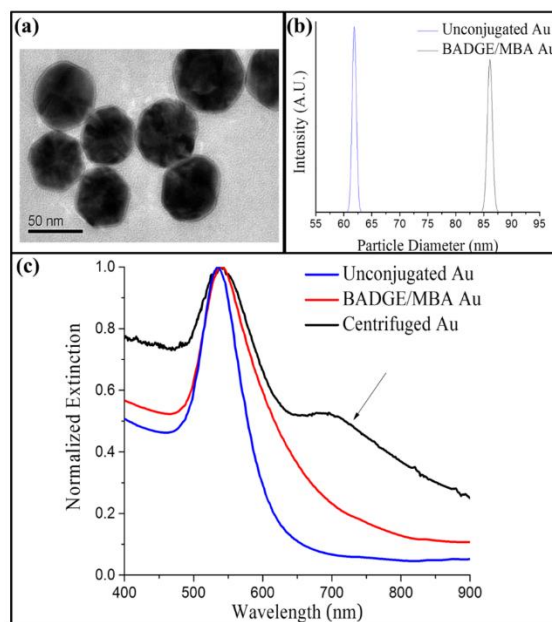 (a)
50 nm
(b)
Unconjugated Au
BADGE/MBA Au
Intensity (A.U.)
55 60 65 70 75 80 85 90 95
Particle Diameter (nm)
(c)
Unconjugated Au
BADGE/MBA Au
Centrifuged Au
Normalized Extinction
1.0
0.8
0.6
0.4
0.2
0.0
400 500 600 700 800 900
Wavelength (nm)